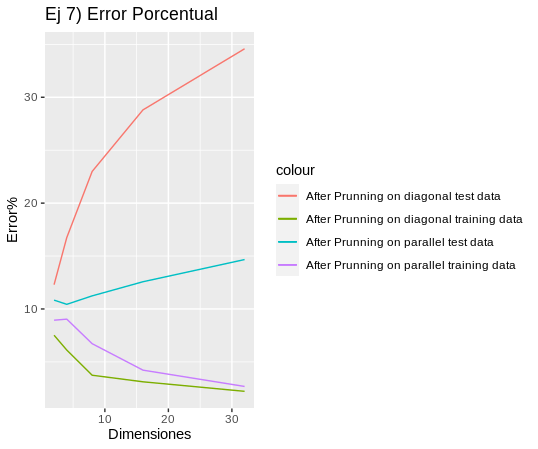 Ej 7) Error Porcentual
Error%
30
20
10
10 20 30
Dimensiones
colour
After Prunning on diagonal test data
After Prunning on diagonal training data
After Prunning on parallel test data
After Prunning on parallel training data